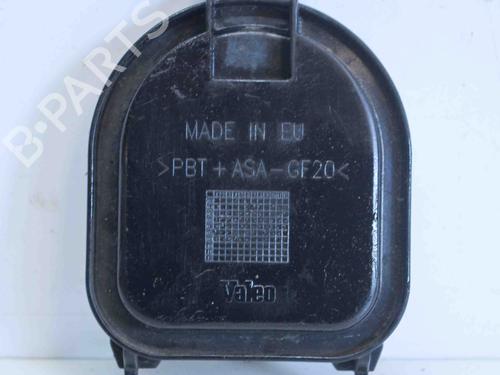 B-PARTS
MADE IN EU
>PBT+ASA-GF20<
Valeo